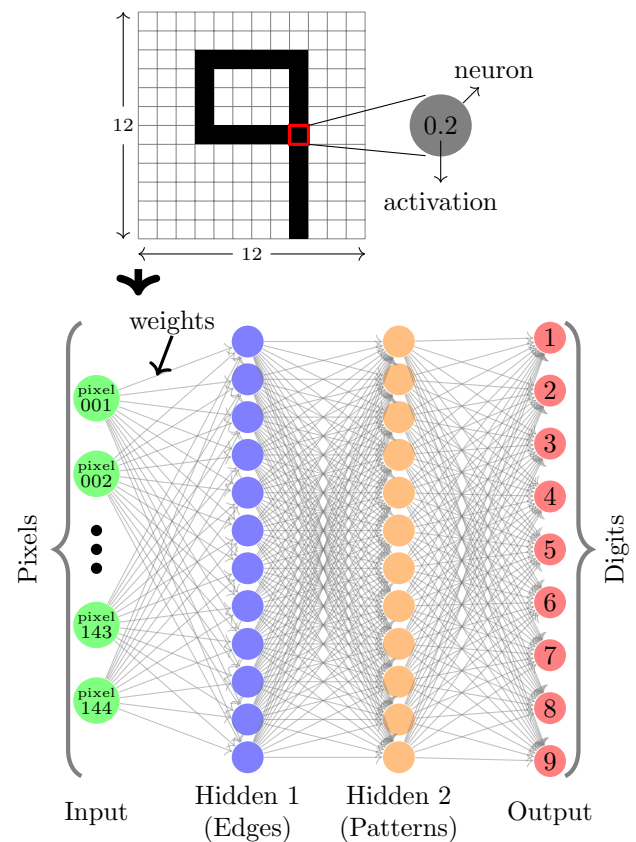 neuron
0.2
12
activation
12
weights
pixel
001
pixel
002
pixel
143
pixel
144
Pixels
1
2
3
4
5
6
7
8
9
Digits
Input
Hidden 1
(Edges)
Hidden 2
(Patterns)
Output